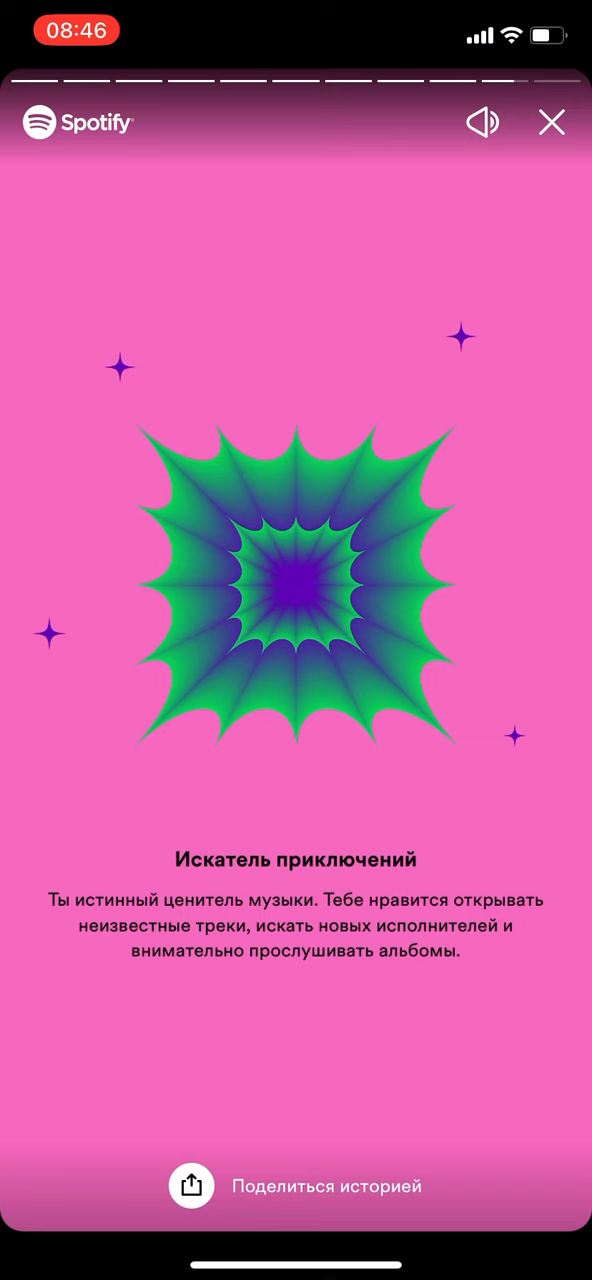 08:46
Spotify
Искатель приключений
Ты истинный ценитель музыки. Тебе нравится открывать
неизвестные треки, искать новых исполнителей и
внимательно прослушивать альбомы.
Поделиться историей